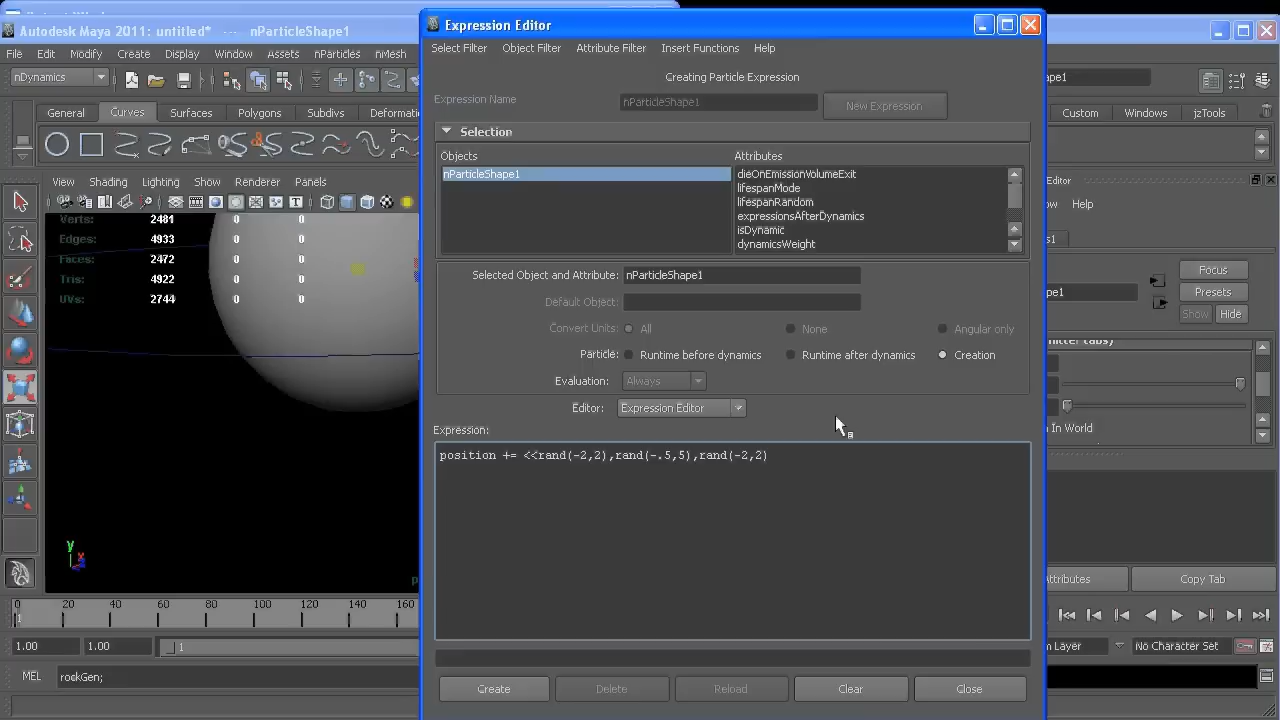 Expression Editor
Autodesk Maya 2011: untitled* --- nParticleShape1
File Edit Modify Create Display Window Assets nParticles nMesh
Select Filter Object Filter Attribute Filter Insert Functions Help
nDynamics
Creating Particle Expression
Expression Name nParticleShape1 New Expression
General Curves Surfaces Polygons Subdivs Deformati
Custom Windows jzTools
Selection
Objects Attributes
nParticleShape1
dieOnEmissionVolumeExit
lifespanMode
lifespanRandom
expressionsAfterDynamics
isDynamic
dynamicsWeight
View Shading Lighting Show Renderer Panels
Editor
Help
Verts: 2481 0 0
Edges: 4933 0 0
Faces: 2472 0 0
Tris: 4922 0 0
UVs: 2744 0 0
Selected Object and Attribute: nParticleShape1
Default Object:
Convert Units: All None Angular only
Particle: Runtime before dynamics Runtime after dynamics Creation
Evaluation: Always
Editor: Expression Editor
Expression:
position += <<rand(-2,2),rand(-.5,5),rand(-2,2)
Focus
Presets
Show Hide
n In World
y
x
z
0 20 40 60 80 100 120 140 160
1
1.00 1.00 1
MEL rockGen;
Create Delete Reload Clear Close
Attributes Copy Tab
m Layer No Character Set